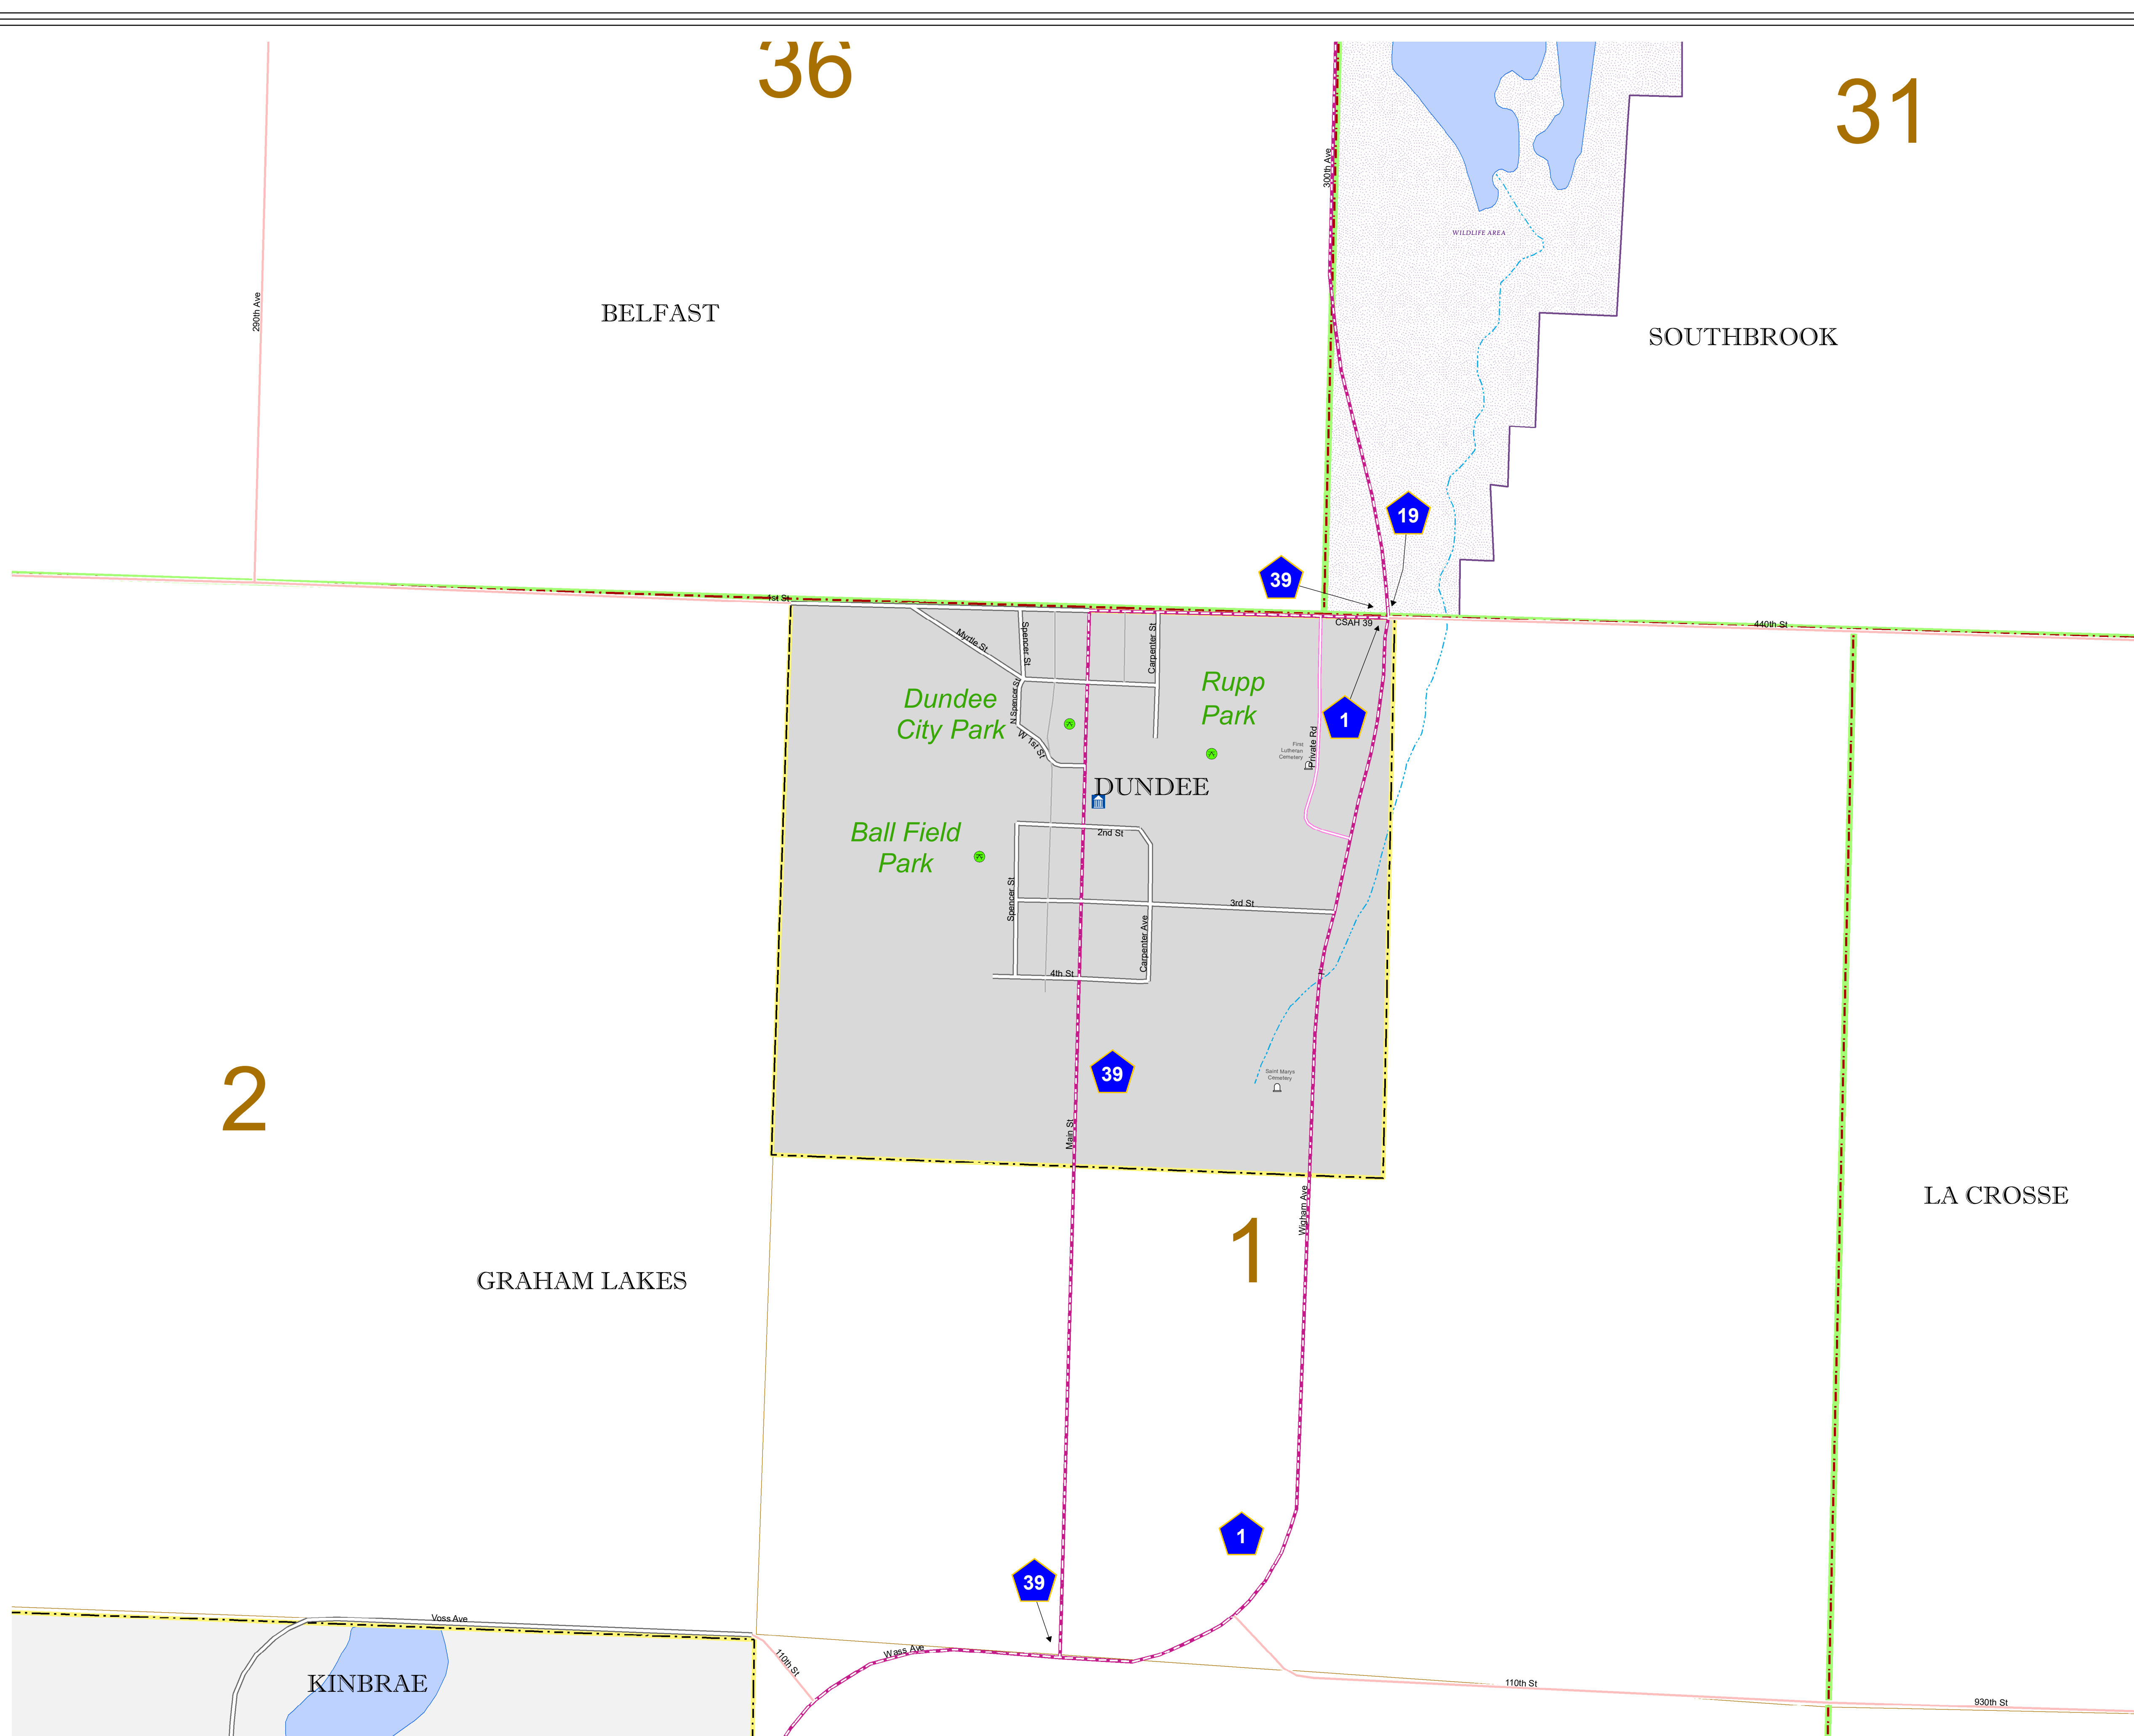 36
31
300th Ave
WILDLIFE AREA
290th Ave
BELFAST
SOUTHBROOK
19
39
1st St
CSAH 39
440th St
Myrtle St
Spencer St
Carpenter St
Dundee
City Park
N Spencer St
W 1st St
Rupp
Park
1
First
Lutheran
Cemetery
Private Rd
DUNDEE
Ball Field
Park
2nd St
Spencer St
3rd St
Carpenter Ave
4th St
39
Saint Marys
Cemetery
2
Main St
Wigham Ave
LA CROSSE
1
GRAHAM LAKES
1
39
Voss Ave
Wass Ave
110th St
KINBRAE
110th St
930th St